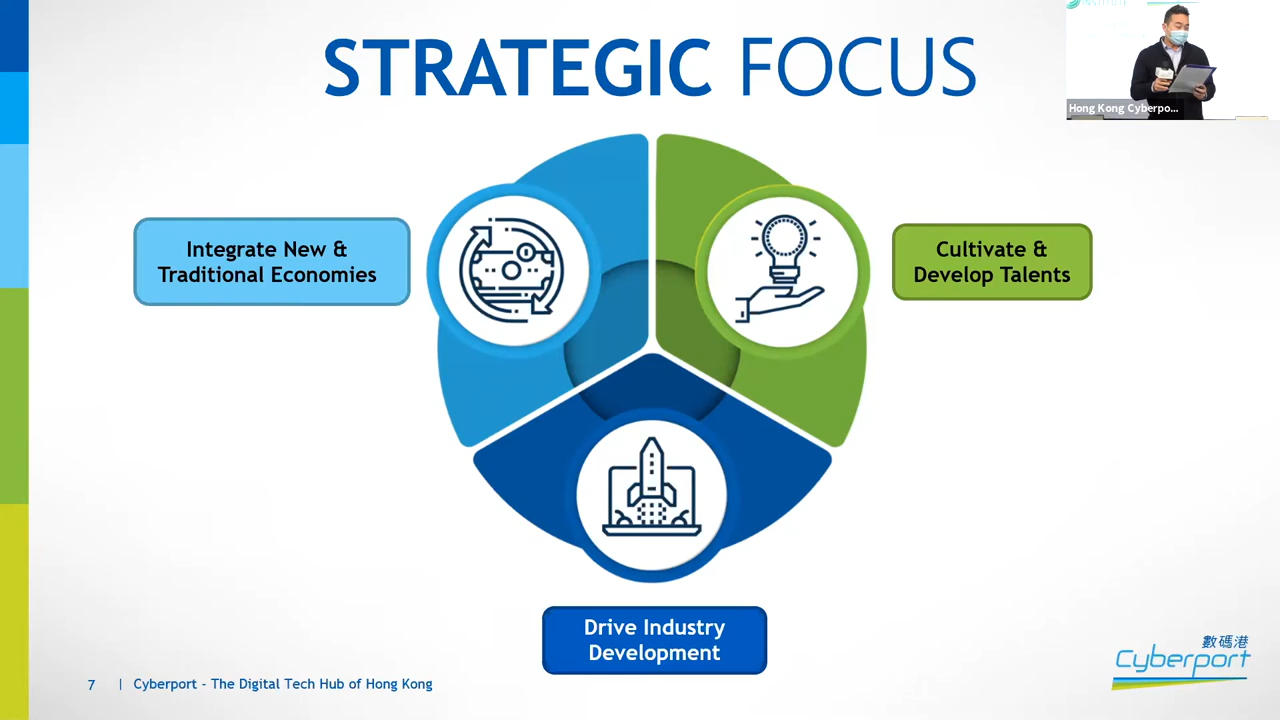 STRATEGIC FOCUS
Hong Kong Cyberpo...
Integrate New &
Traditional Economies
Cultivate &
Develop Talents
Drive Industry
Development
7 | Cyberport - The Digital Tech Hub of Hong Kong
數碼港
Cyberport